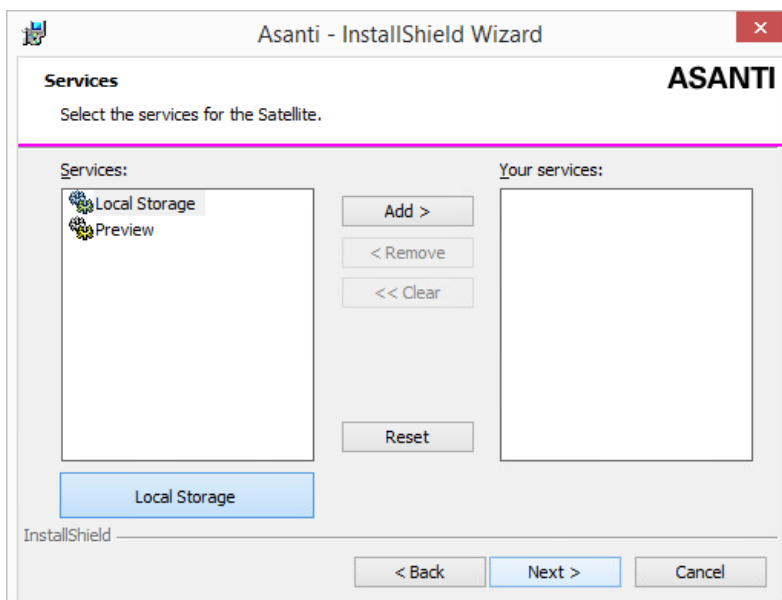 Asanti - InstallShield Wizard
Services
ASANTI
Select the services for the Satellite.
Services:
Your services:
Local Storage
Preview
Add >
< Remove
<< Clear
Reset
Local Storage
InstallShield
< Back
Next >
Cancel